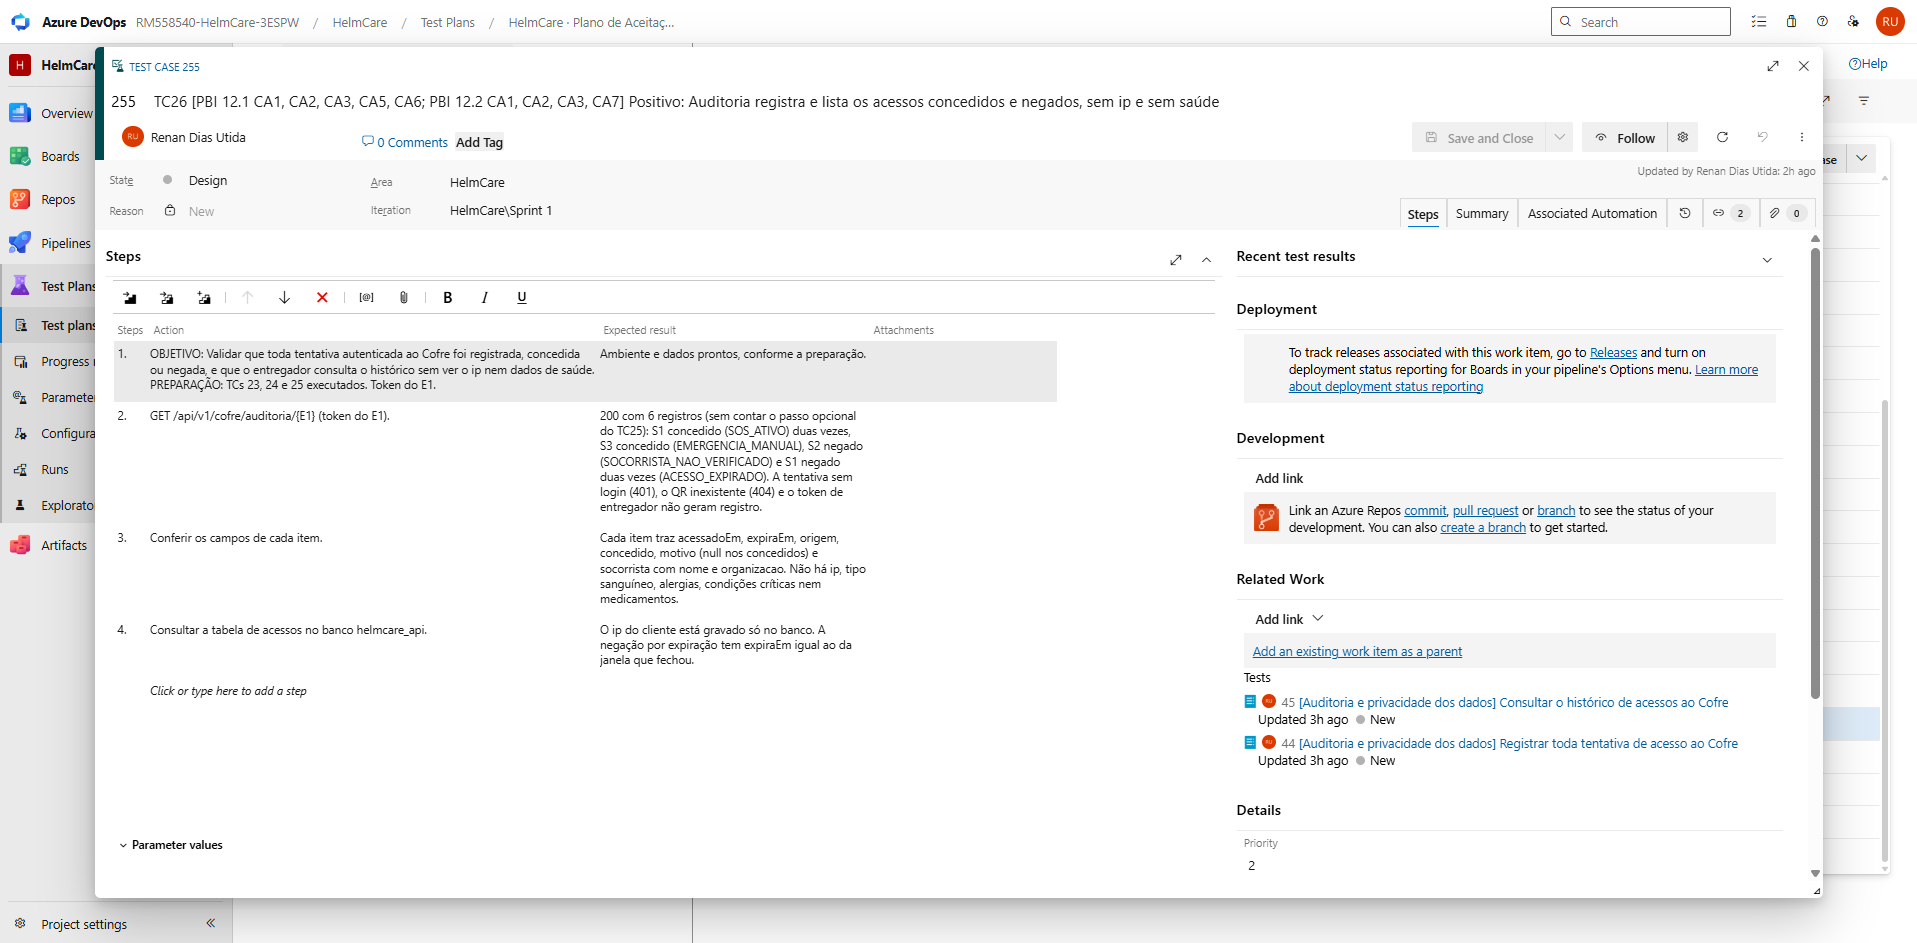 Azure DevOps RM558540-HelmCare-3ESPW / HelmCare / Test Plans / HelmCare · Plano de Aceitaç...
Search
RU
H HelmCare
Help
Overview
Boards
Repos
Pipelines
Test Plans
Test plans
Progress
Parameter
Configura
Runs
Explorato
Artifacts
Project settings
TEST CASE 255
255 TC26 [PBI 12.1 CA1, CA2, CA3, CA5, CA6; PBI 12.2 CA1, CA2, CA3, CA7] Positivo: Auditoria registra e lista os acessos concedidos e negados, sem ip e sem saúde
RU Renan Dias Utida
0 Comments Add Tag
Save and Close
Follow
State Design
Area HelmCare
Updated by Renan Dias Utida: 2h ago
Reason New
Iteration HelmCare\Sprint 1
Steps Summary Associated Automation 2 0
Steps
B I U
Steps Action Expected result Attachments
1. OBJETIVO: Validar que toda tentativa autenticada ao Cofre foi registrada, concedida
ou negada, e que o entregador consulta o histórico sem ver o ip nem dados de saúde.
PREPARAÇÃO: TCs 23, 24 e 25 executados. Token do E1.
Ambiente e dados prontos, conforme a preparação.
2. GET /api/v1/cofre/auditoria/{E1} (token do E1).
200 com 6 registros (sem contar o passo opcional
do TC25): S1 concedido (SOS_ATIVO) duas vezes,
S3 concedido (EMERGENCIA_MANUAL), S2 negado
(SOCORRISTA_NAO_VERIFICADO) e S1 negado
duas vezes (ACESSO_EXPIRADO). A tentativa sem
login (401), o QR inexistente (404) e o token de
entregador não geram registro.
3. Conferir os campos de cada item.
Cada item traz acessadoEm, expiraEm, origem,
concedido, motivo (null nos concedidos) e
socorrista com nome e organizacao. Não há ip, tipo
sanguíneo, alergias, condições críticas nem
medicamentos.
4. Consultar a tabela de acessos no banco helmcare_api.
O ip do cliente está gravado só no banco. A
negação por expiração tem expiraEm igual ao da
janela que fechou.
Click or type here to add a step
Parameter values
Recent test results
Deployment
To track releases associated with this work item, go to Releases and turn on
deployment status reporting for Boards in your pipeline's Options menu. Learn more
about deployment status reporting
Development
Add link
Link an Azure Repos commit, pull request or branch to see the status of your
development. You can also create a branch to get started.
Related Work
Add link
Add an existing work item as a parent
Tests
45 [Auditoria e privacidade dos dados] Consultar o histórico de acessos ao Cofre
Updated 3h ago New
44 [Auditoria e privacidade dos dados] Registrar toda tentativa de acesso ao Cofre
Updated 3h ago New
Details
Priority
2